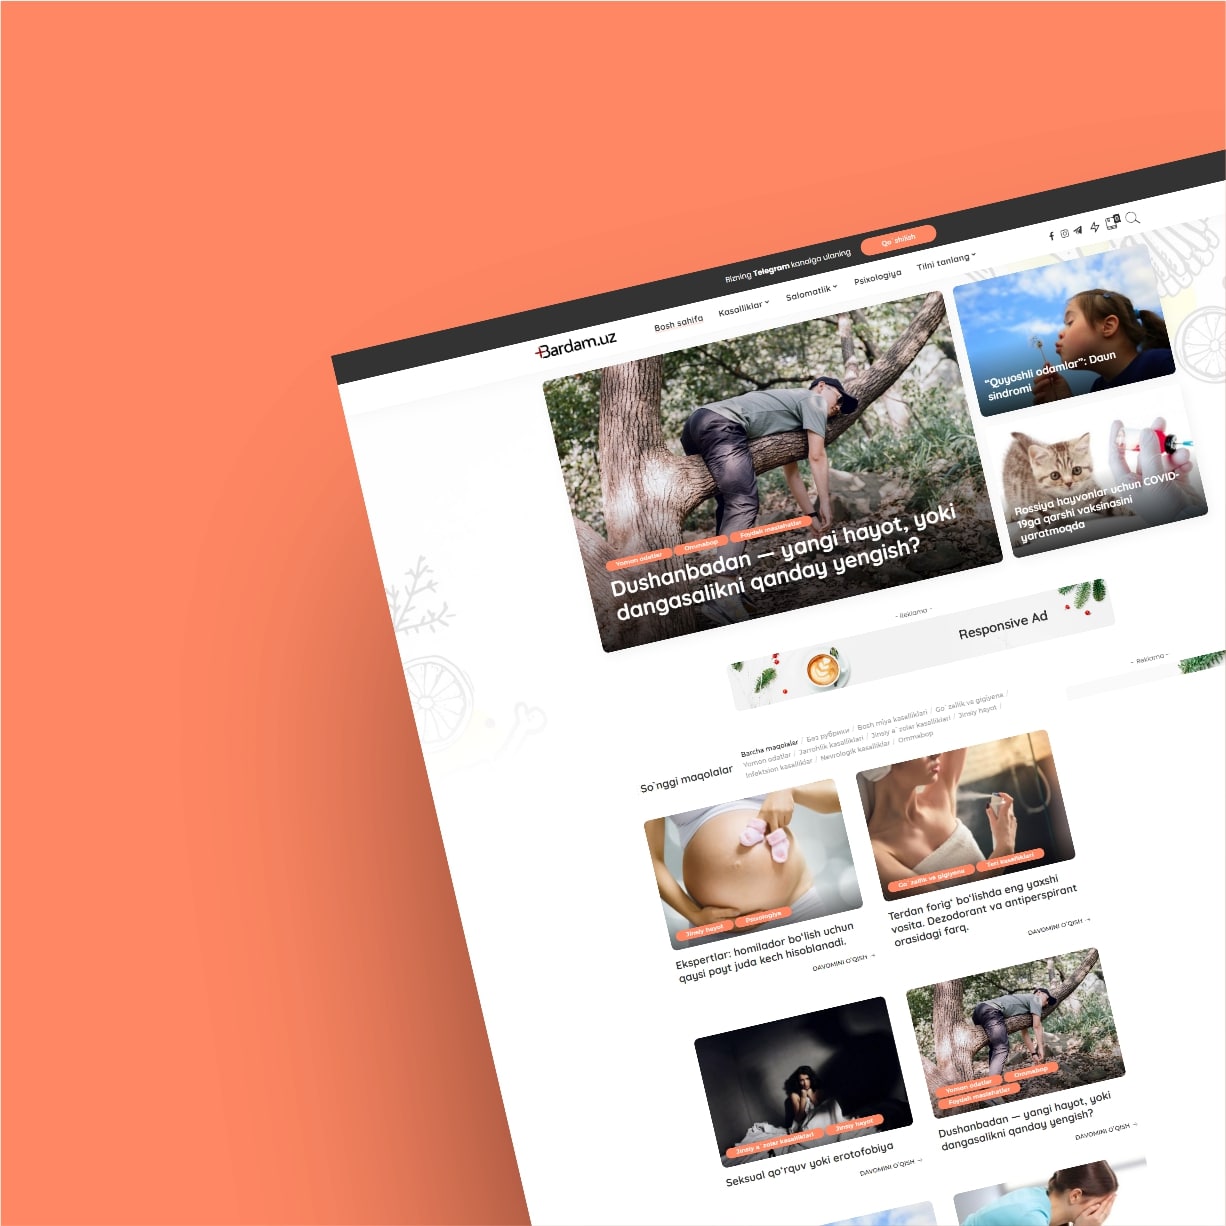 Bizning Telegram kanalga ulaning
Qo`shilish
Bardam.uz
Bosh sahifa
Kasalliklar
Salomatlik
Psixologiya
Tilni tanlang
0
Yomon odatlar
Ommabop
Foydali maslahatlar
Dushanbadan — yangi hayot, yoki
dangasalikni qanday yengish?
“Quyoshli odamlar”: Daun
sindromi
Rossiya hayvonlar uchun COVID-
19ga qarshi vaksinasini
yaratmoqda
- Reklama -
Responsive Ad
- Reklama -
So`nggi maqolalar
Barcha maqolalar / Без рубрики / Bosh miya kasalliklari / Go`zallik va gigiyena /
Yomon odatlar / Jarrohlik kasalliklari / Jinsiy a`zolar kasalliklari / Jinsiy hayot /
Infektsion kasalliklar / Nevrologik kasalliklar / Ommabop
Jinsiy hayot
Psixologiya
Ekspertlar: homilador bo‘lish uchun
qaysi payt juda kech hisoblanadi.
DAVOMINI O‘QISH →
Go`zallik va gigiyena
Teri kasalliklari
Terdan forig‘ bo‘lishda eng yaxshi
vosita. Dezodorant va antiperspirant
orasidagi farq.
DAVOMINI O‘QISH →
Jinsiy a`zolar kasalliklari
Jinsiy hayot
Seksual qo‘rquv yoki erotofobiya
DAVOMINI O‘QISH →
Yomon odatlar
Ommabop
Foydali maslahatlar
Dushanbadan — yangi hayot, yoki
dangasalikni qanday yengish?
DAVOMINI O‘QISH →